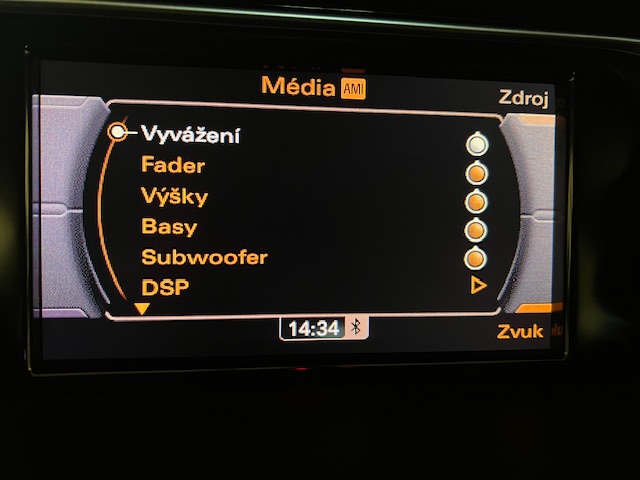 Média AMI
Zdroj
Vyvážení
Fader
Výšky
Basy
Subwoofer
DSP
14:34
Zvuk